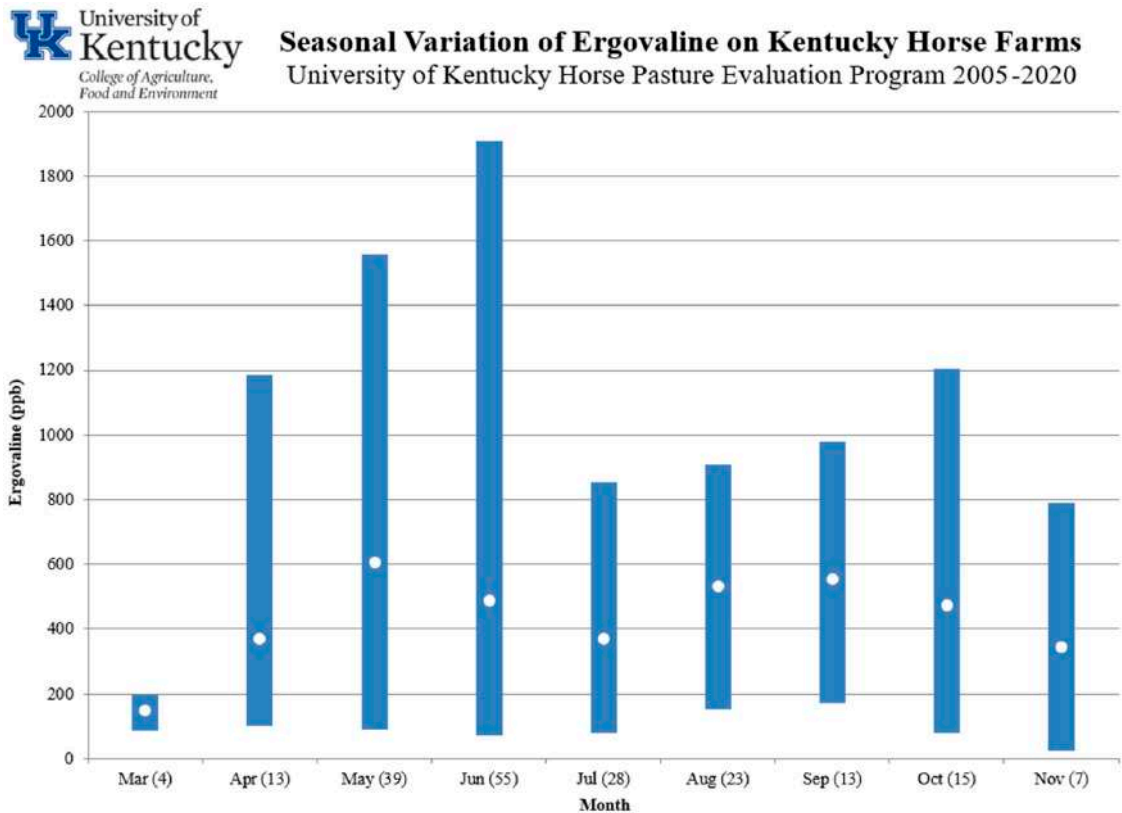 University of
Kentucky
College of Agriculture,
Food and Environment
Seasonal Variation of Ergovaline on Kentucky Horse Farms
University of Kentucky Horse Pasture Evaluation Program 2005-2020
2000
1800
1600
1400
1200
1000
800
600
400
200
0
Ergovaline (ppb)
Mar (4) Apr (13) May (39) Jun (55) Jul (28) Aug (23) Sep (13) Oct (15) Nov (7)
Month